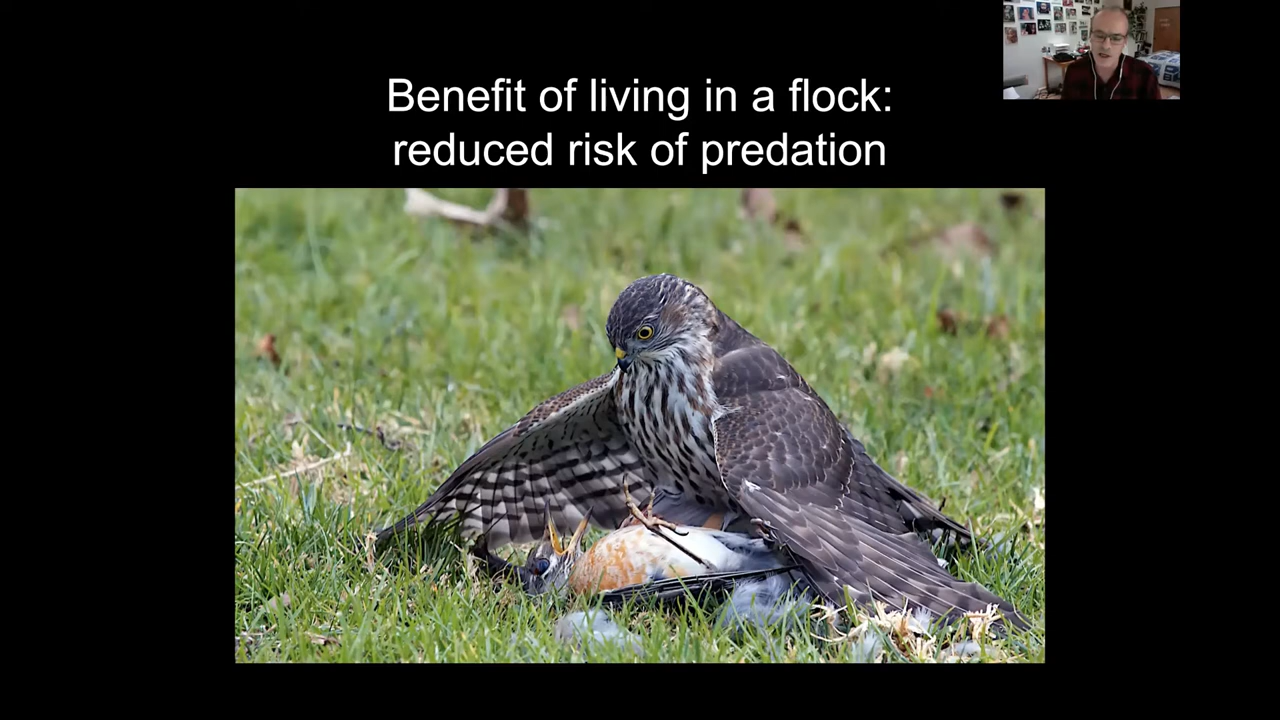 Benefit of living in a flock:
reduced risk of predation